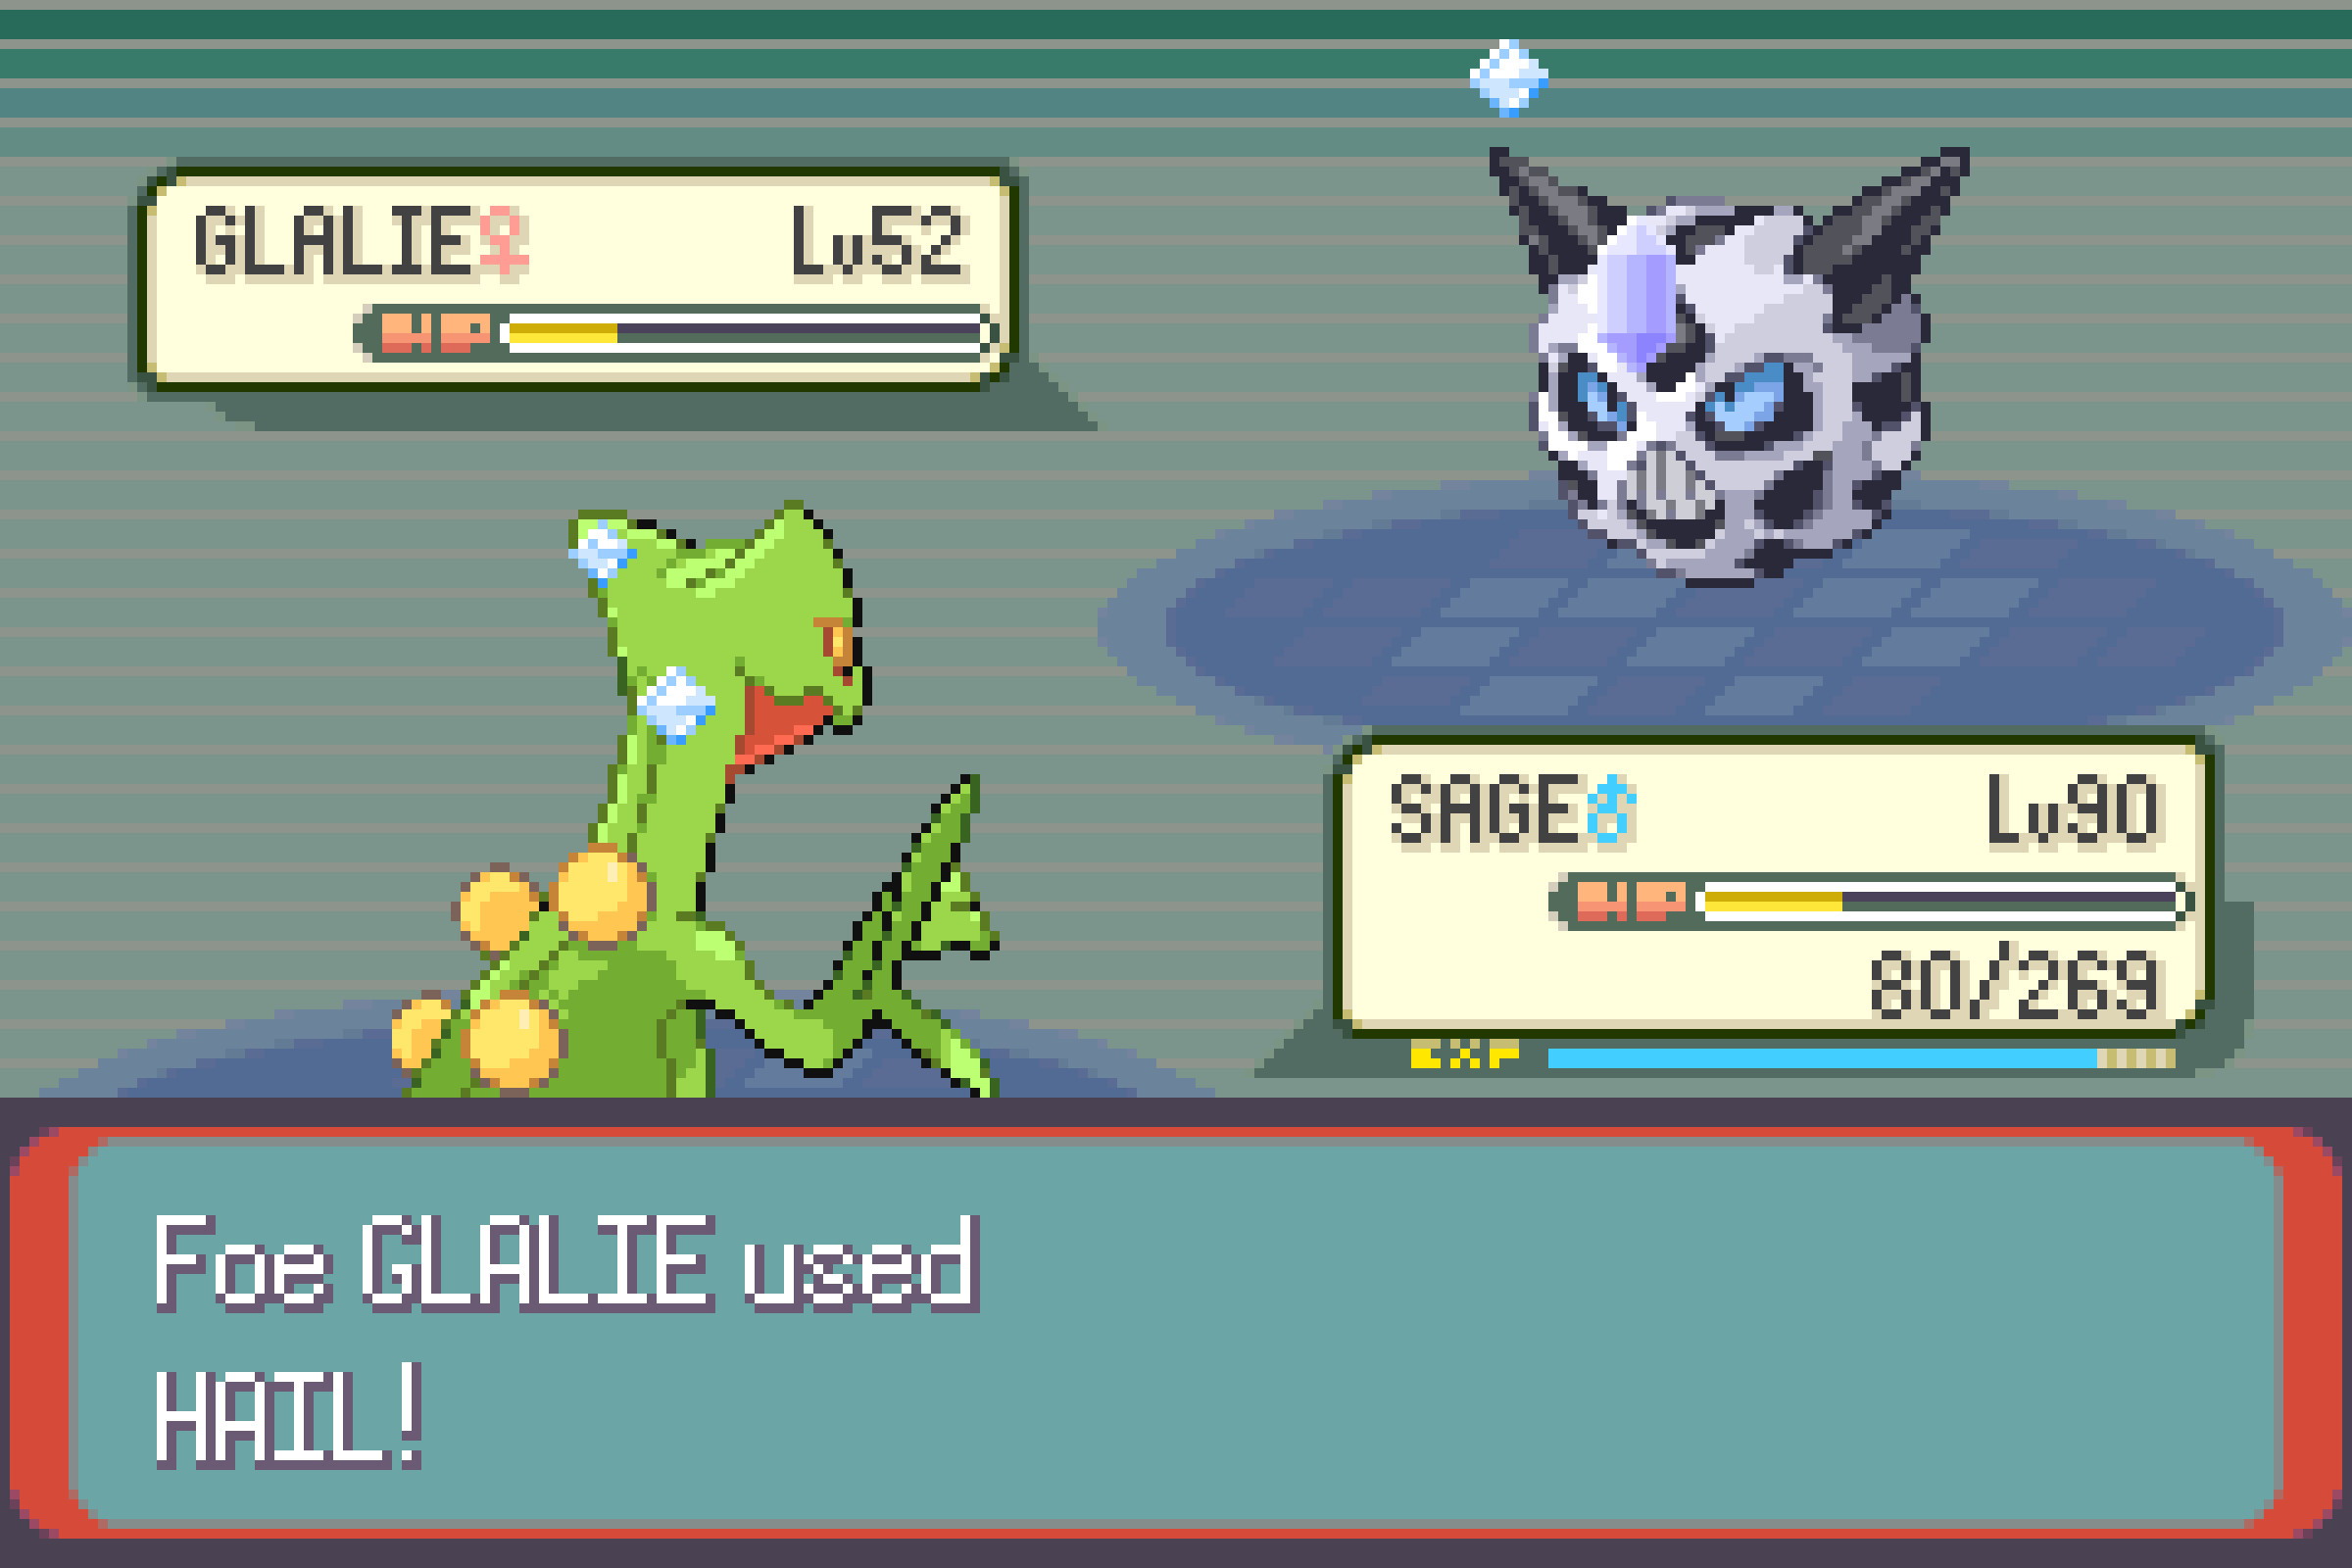 GLALIE♀ Lv52
HP
SAGE♂ Lv90
HP
80/269
EXP
Foe GLALIE used
HAIL!